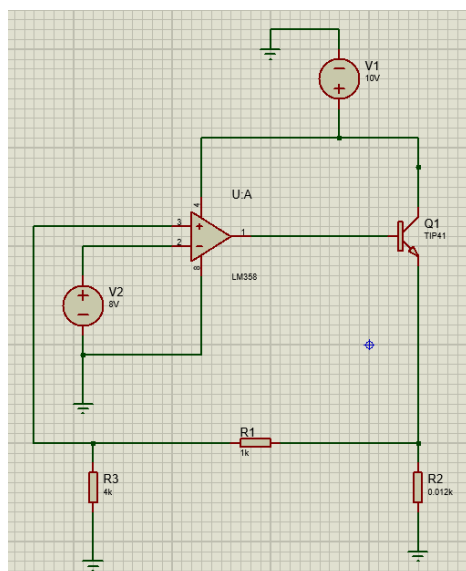 V1
10V
U:A
4
3
+
2
−
1
8
LM358
Q1
TIP41
V2
8V
R1
1k
R3
4k
R2
0.012k